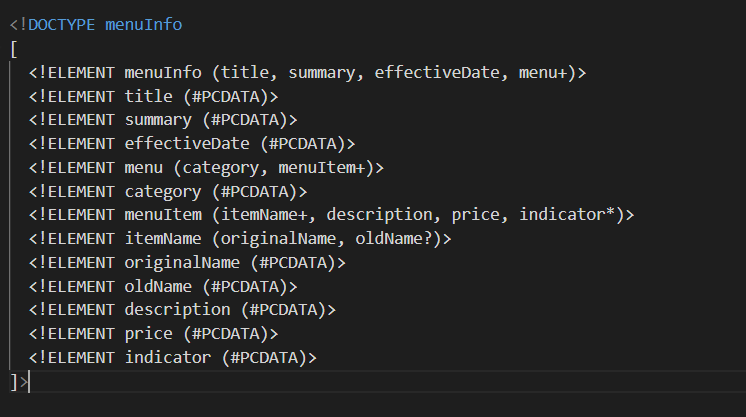 <!DOCTYPE menuInfo
[
<!ELEMENT menuInfo (title, summary, effectiveDate, menu+)>
<!ELEMENT title (#PCDATA)>
<!ELEMENT summary (#PCDATA)>
<!ELEMENT effectiveDate (#PCDATA)>
<!ELEMENT menu (category, menuItem+)>
<!ELEMENT category (#PCDATA)>
<!ELEMENT menuItem (itemName+, description, price, indicator*)>
<!ELEMENT itemName (originalName, oldName?)>
<!ELEMENT originalName (#PCDATA)>
<!ELEMENT oldName (#PCDATA)>
<!ELEMENT description (#PCDATA)>
<!ELEMENT price (#PCDATA)>
<!ELEMENT indicator (#PCDATA)>
]>